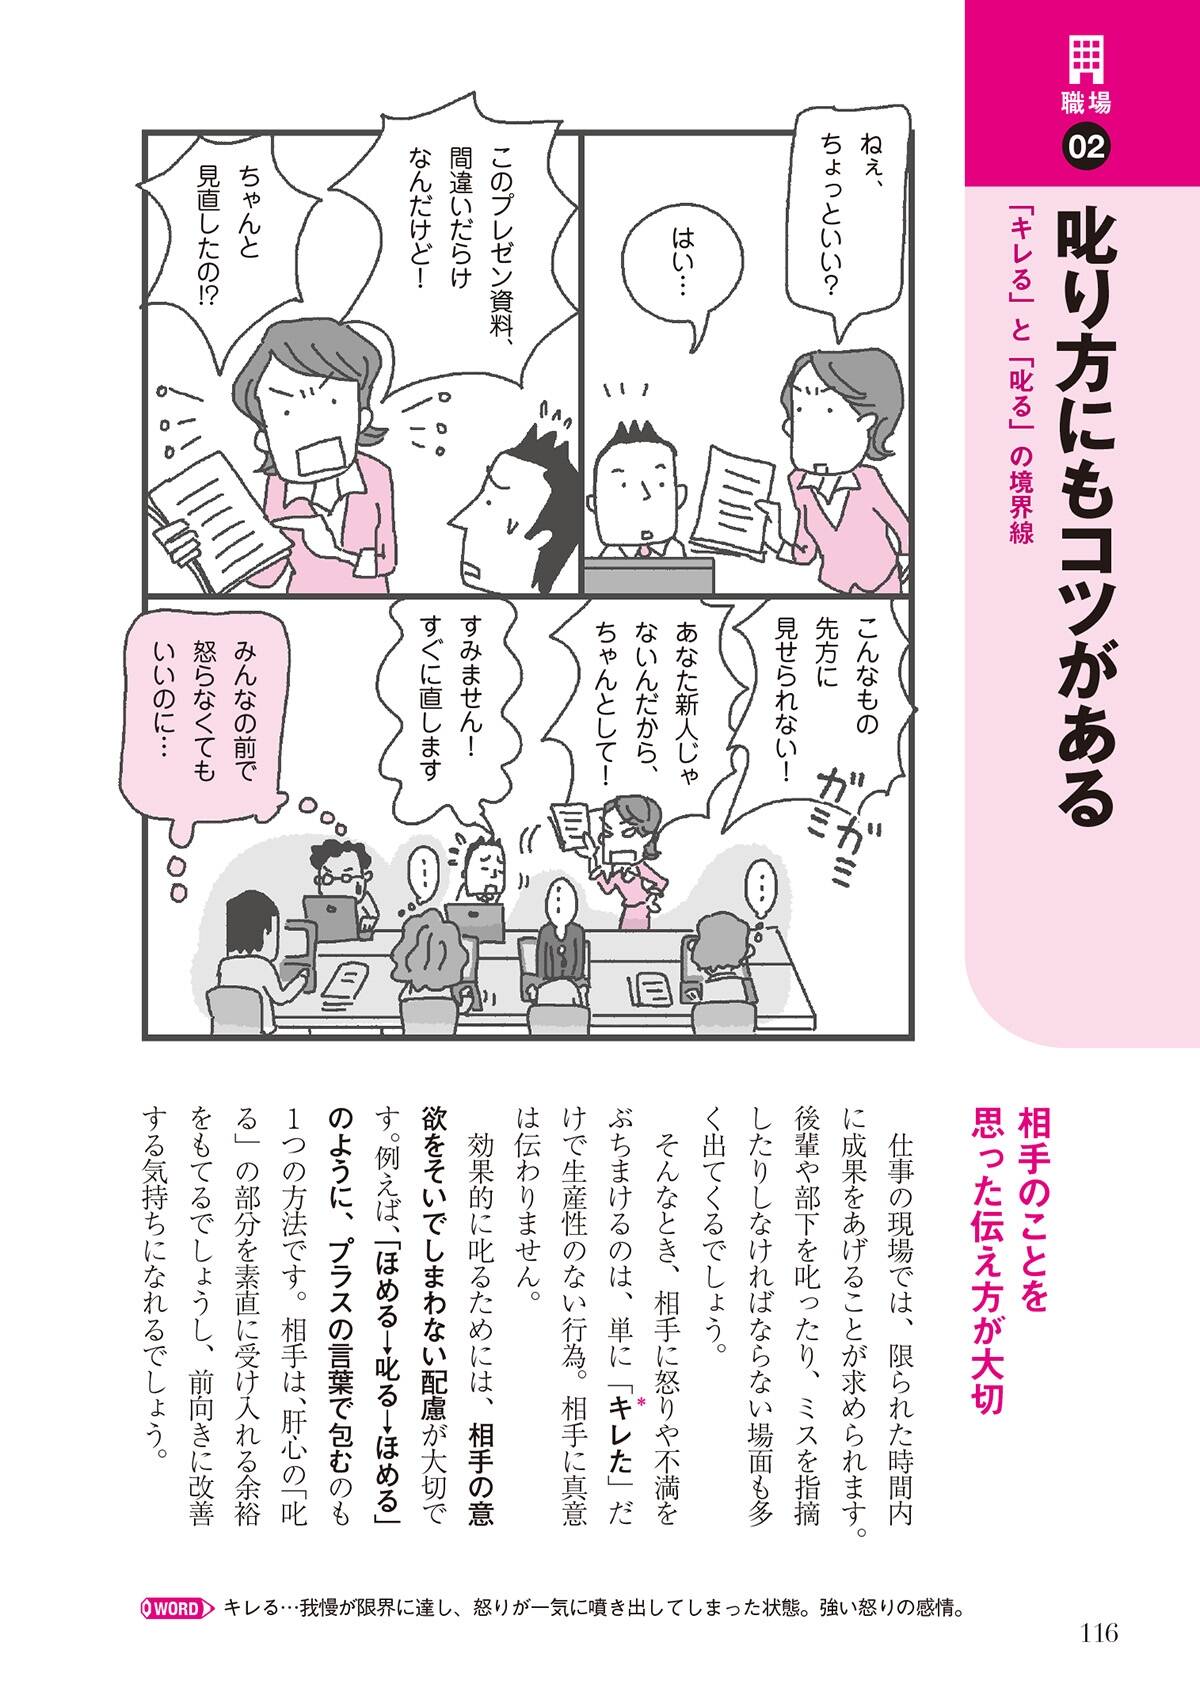 職場
02
叱り方にもコツがある
「キレる」と「叱る」の境界線
ねぇ、
ちょっといい？
はい…
このプレゼン資料、
間違いだらけ
なんだけど！
ちゃんと
見直したの!?
こんなもの
先方に
見せられない！
あなた新人じゃ
ないんだから、
ちゃんとして！
ガミガミ
すみません！
すぐに直します
みんなの前で
怒らなくても
いいのに…
…
…
…
相手のことを
思った伝え方が大切
仕事の現場では、限られた時間内
に成果をあげることが求められます。
後輩や部下を叱ったり、ミスを指摘
したりしなければならない場面も多
く出てくるでしょう。
そんなとき、相手に怒りや不満を
ぶちまけるのは、単に「キレた」だ
*
けで生産性のない行為。相手に真意
は伝わりません。
効果的に叱るためには、相手の意
欲をそいでしまわない配慮が大切で
す。例えば、「ほめる→叱る→ほめる」
のように、プラスの言葉で包むのも
1つの方法です。相手は、肝心の「叱
る」の部分を素直に受け入れる余裕
をもてるでしょうし、前向きに改善
する気持ちになれるでしょう。
WORD
キレる…我慢が限界に達し、怒りが一気に噴き出してしまった状態。強い怒りの感情。
116